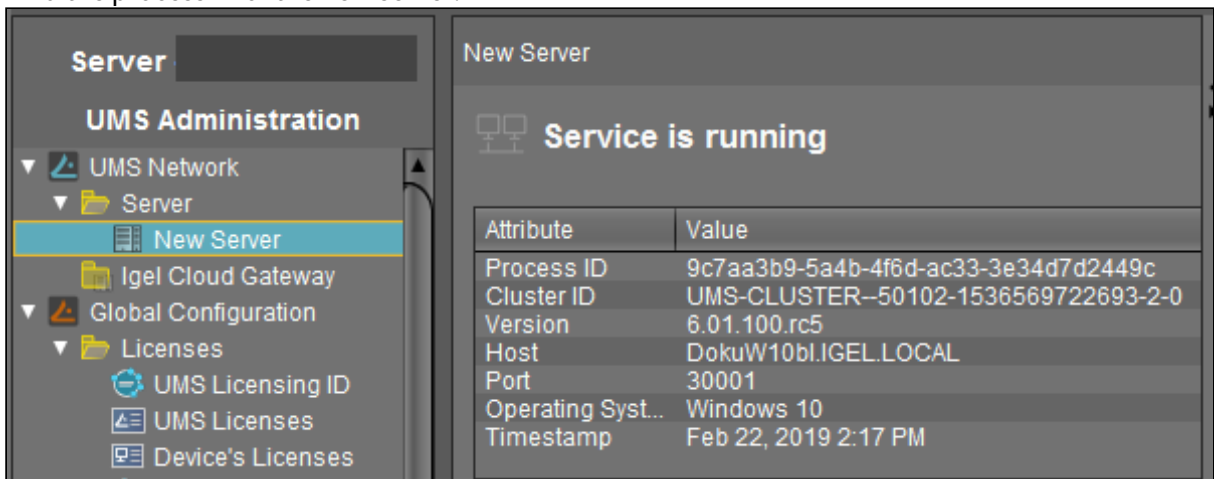 Server
UMS Administration
UMS Network
Server
New Server
Igel Cloud Gateway
Global Configuration
Licenses
UMS Licensing ID
UMS Licenses
Device's Licenses
New Server
Service is running
Attribute Value
Process ID 9c7aa3b9-5a4b-4f6d-ac33-3e34d7d2449c
Cluster ID UMS-CLUSTER--50102-1536569722693-2-0
Version 6.01.100.rc5
Host DokuW10bl.IGEL.LOCAL
Port 30001
Operating Syst... Windows 10
Timestamp Feb 22, 2019 2:17 PM